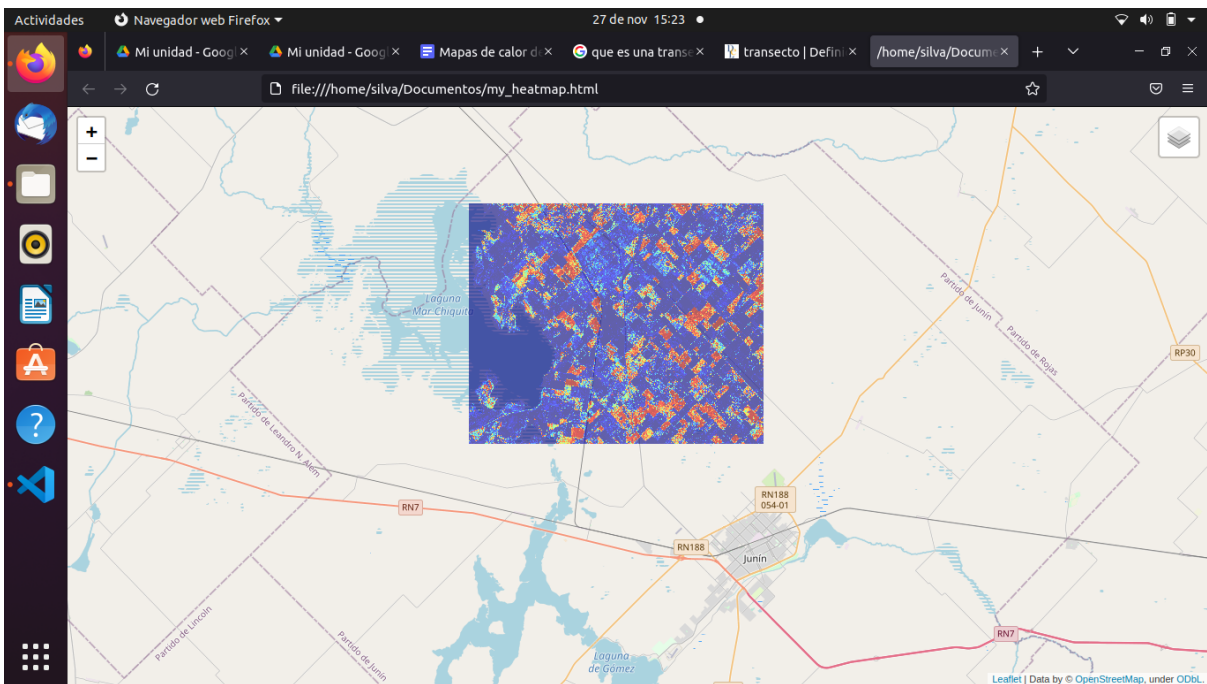 Actividades
Navegador web Firefox
27 de nov 15:23
Mi unidad - Googl
Mi unidad - Googl
Mapas de calor de
que es una transe
transecto | Defini
/home/silva/Docume
file:///home/silva/Documentos/my_heatmap.html
+
−
Partido de Junín
Partido de Rojas
Laguna
Mar Chiquita
RP30
Partido de Leandro N. Alem
RN7
RN188
054-01
RN188
Junín
Partido de Lincoln
Partido de Junín
RN7
Laguna
de Gómez
Leaflet | Data by © OpenStreetMap, under ODbL.